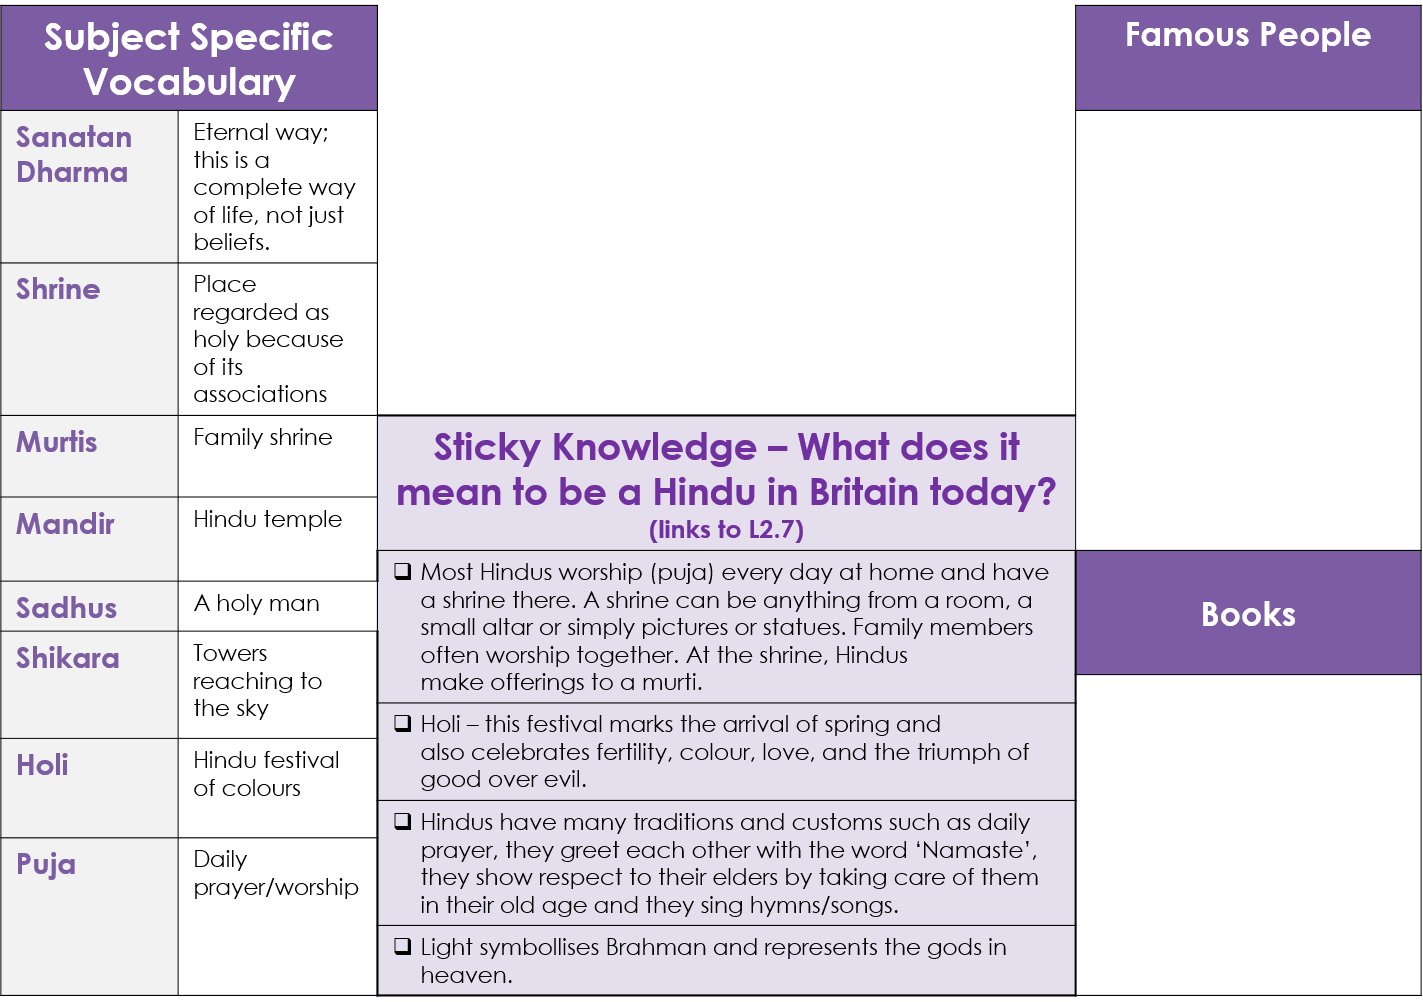 Subject Specific
Vocabulary
Sanatan
Dharma
Eternal way;
this is a
complete way
of life, not just
beliefs.
Shrine
Place
regarded as
holy because
of its
associations
Murtis
Family shrine
Mandir
Hindu temple
Sadhus
A holy man
Shikara
Towers
reaching to
the sky
Holi
Hindu festival
of colours
Puja
Daily
prayer/worship
Sticky Knowledge – What does it
mean to be a Hindu in Britain today?
(links to L2.7)
Most Hindus worship (puja) every day at home and have
a shrine there. A shrine can be anything from a room, a
small altar or simply pictures or statues. Family members
often worship together. At the shrine, Hindus
make offerings to a murti.
Holi – this festival marks the arrival of spring and
also celebrates fertility, colour, love, and the triumph of
good over evil.
Hindus have many traditions and customs such as daily
prayer, they greet each other with the word ‘Namaste’,
they show respect to their elders by taking care of them
in their old age and they sing hymns/songs.
Light symbollises Brahman and represents the gods in
heaven.
Famous People
Books